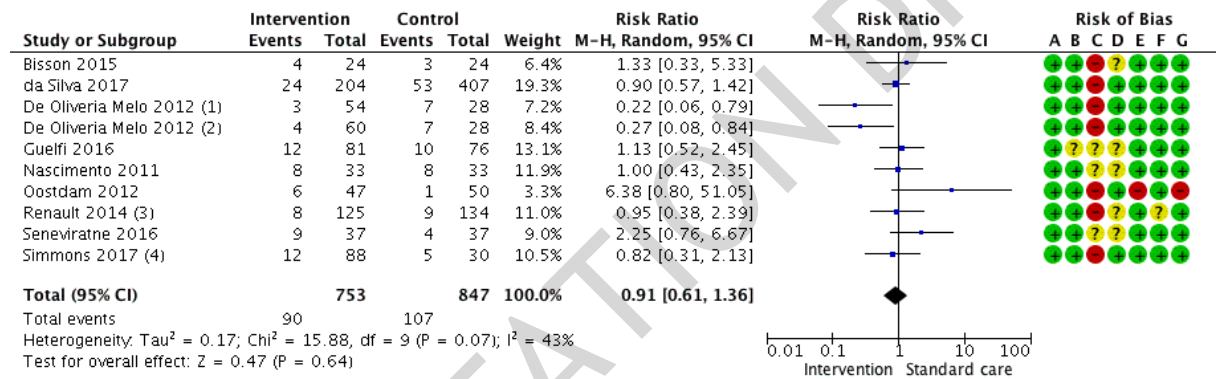 Intervention Control Risk Ratio Risk Ratio Risk of Bias
Study or Subgroup Events Total Events Total Weight M-H, Random, 95% CI M-H, Random, 95% CI A B C D E F G
Bisson 2015 4 24 3 24 6.4% 1.33 [0.33, 5.33] + + - ? + + +
da Silva 2017 24 204 53 407 19.3% 0.90 [0.57, 1.42] + + - + + + +
De Oliveria Melo 2012 (1) 3 54 7 28 7.2% 0.22 [0.06, 0.79] + + - + + + +
De Oliveria Melo 2012 (2) 4 60 7 28 8.4% 0.27 [0.08, 0.84] + + - + + + +
Guelfi 2016 12 81 10 76 13.1% 1.13 [0.52, 2.45] + ? ? ? + + +
Nascimento 2011 8 33 8 33 11.9% 1.00 [0.43, 2.35] + + ? ? + + +
Oostdam 2012 6 47 1 50 3.3% 6.38 [0.80, 51.05] + + - + - + -
Renault 2014 (3) 8 125 9 134 11.0% 0.95 [0.38, 2.39] + + - ? + ? +
Seneviratne 2016 9 37 4 37 9.0% 2.25 [0.76, 6.67] + + ? ? + + +
Simmons 2017 (4) 12 88 5 30 10.5% 0.82 [0.31, 2.13] + + - + + + +
Total (95% CI) 753 847 100.0% 0.91 [0.61, 1.36]
Total events 90 107
Heterogeneity: Tau² = 0.17; Chi² = 15.88, df = 9 (P = 0.07); I² = 43%
Test for overall effect: Z = 0.47 (P = 0.64)
0.01 0.1 1 10 100
Intervention Standard care